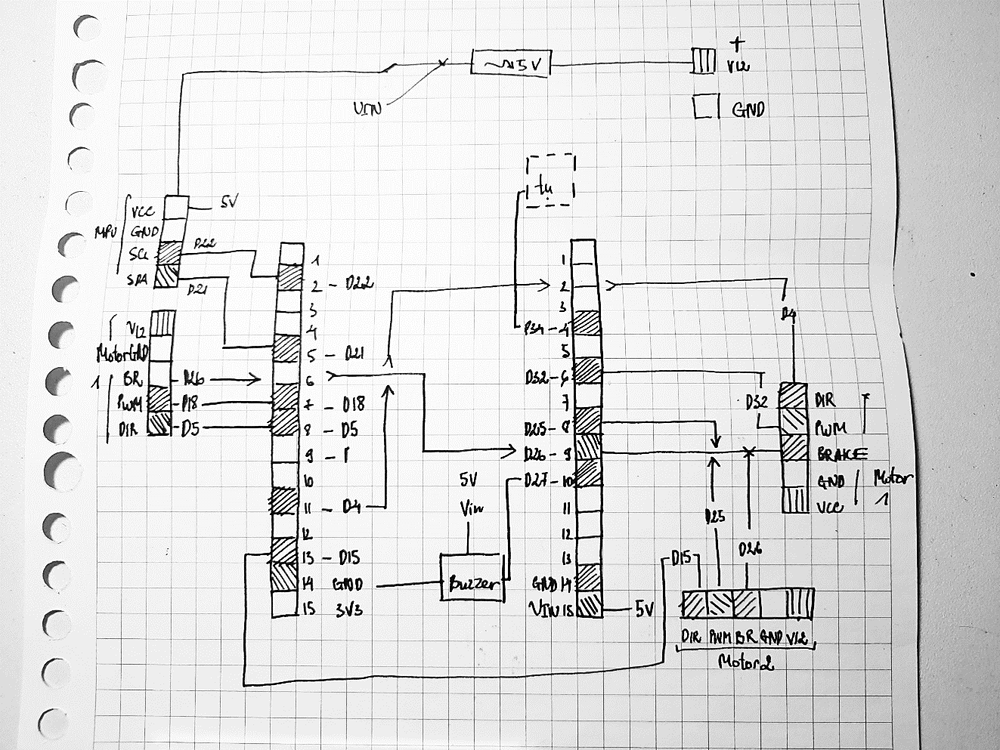 +
V12
~15V
GND
VIN
tu
5V
VCC
MPU
GND
SCL
D22
SDA
D21
1
2 - D22
3
4
5 - D21
6
7 - D18
8 - D5
9 -
10
11 - D4
12
13 - D15
14 GND
15 3V3
V12
Motor GND
1
BR - D26
PWM - D18
DIR - D5
1
2
3
P34 - 4
5
D32 - 6
7
D25 - 8
D26 - 9
D27 - 10
11
12
13
GND 14
VIN 15
5V
D4
D32
DIR
PWM
BRAKE
GND
VCC
Motor
1
5V
Vin
Buzzer
D25
D26
D15
DIR PWM BR GND V12
Motor2